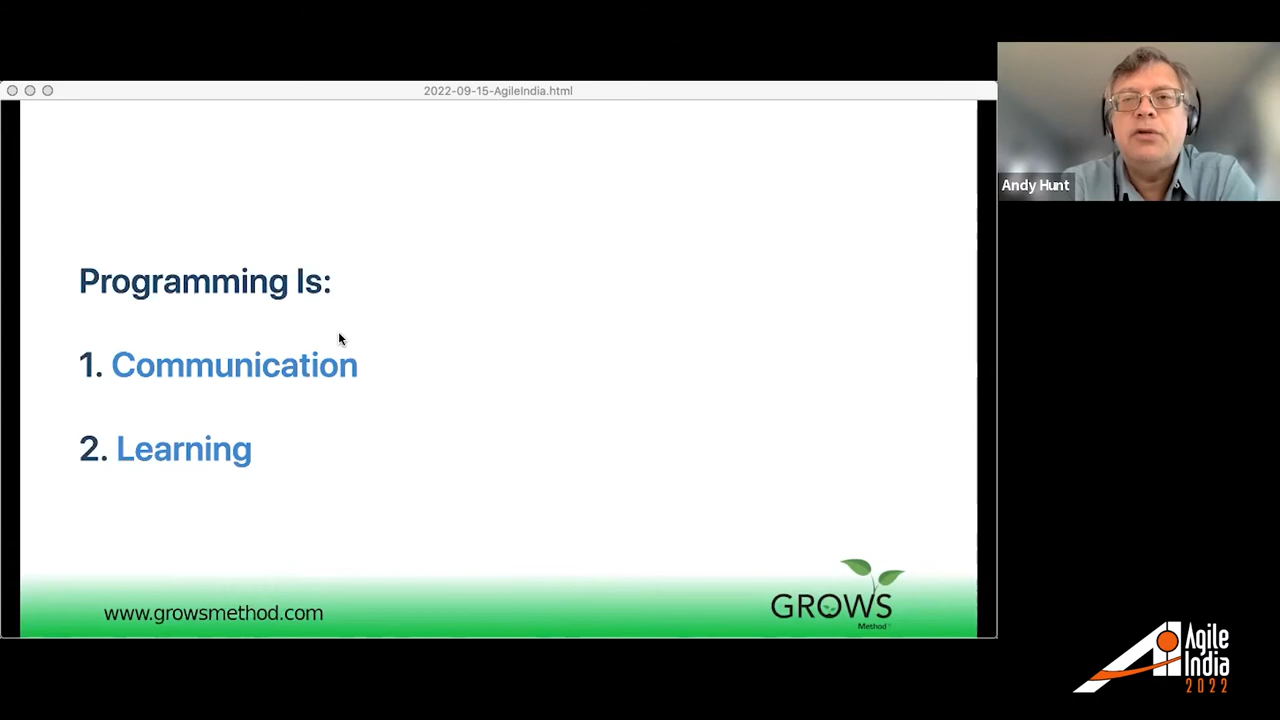 2022-09-15-AgileIndia.html
Andy Hunt
Programming Is:
1. Communication
2. Learning
www.growsmethod.com
GROWS
Method
Agile
India
2022